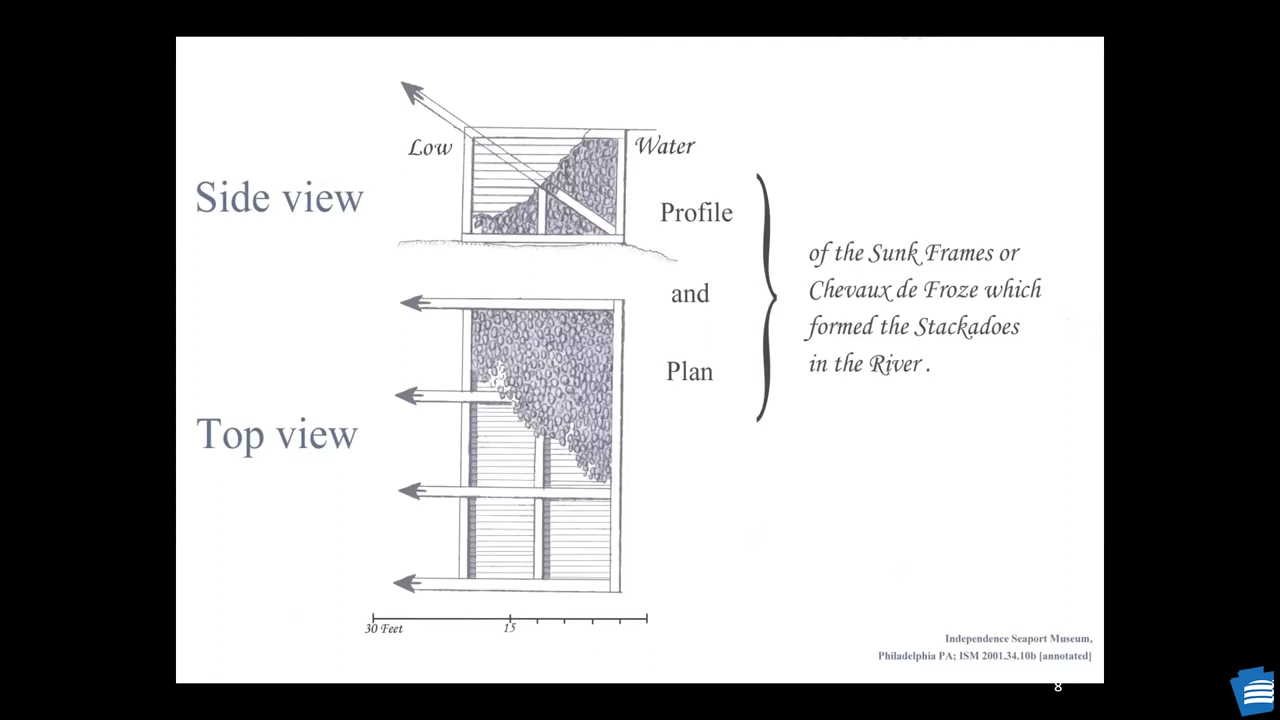 Side view
Low
Water
Profile
and
Plan
of the Sunk Frames or
Chevaux de Froze which
formed the Stackadoes
in the River .
Top view
30 Feet
15
Independence Seaport Museum,
Philadelphia PA; ISM 2001.34.10b [annotated]
8